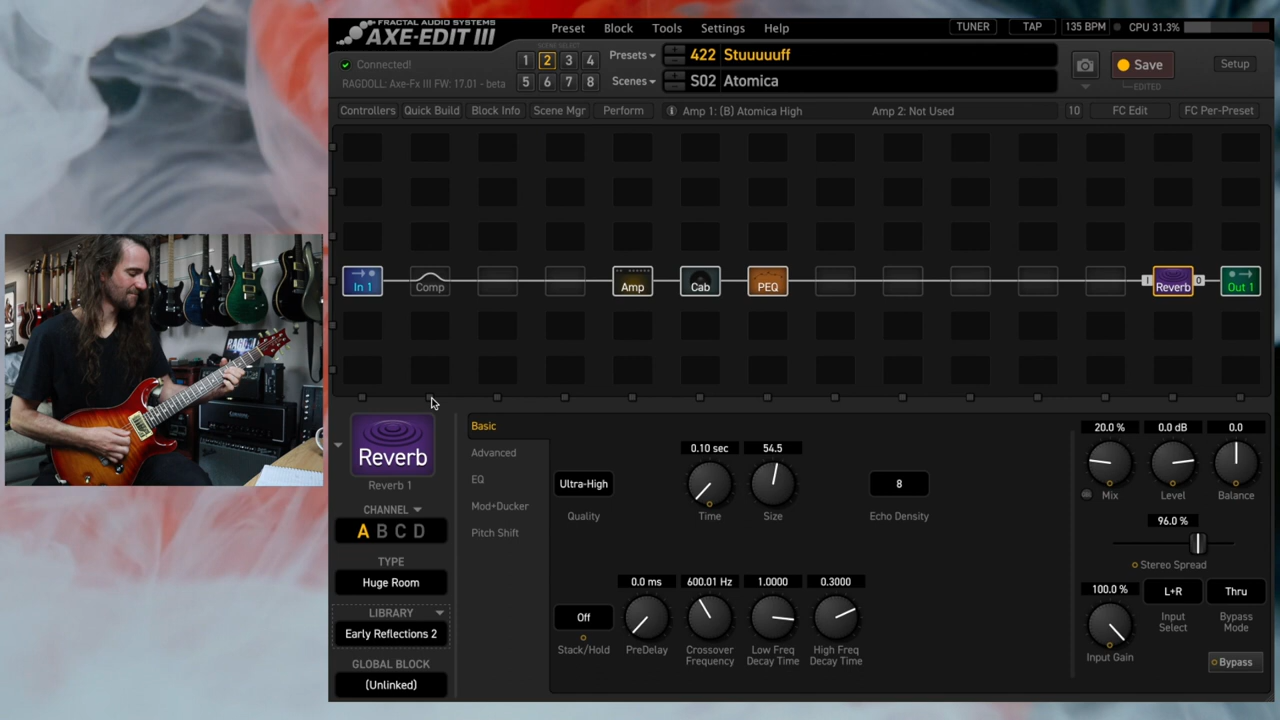 FRACTAL AUDIO SYSTEMS
AXE-EDIT III
Preset Block Tools Settings Help
TUNER TAP 135 BPM CPU 31.3%
SCENE SELECT
1 2 3 4
5 6 7 8
Connected!
RAGDOLL: Axe-Fx III FW: 17.01 - beta
Presets 422 Stuuuuuff
Scenes S02 Atomica
Save
EDITED
Setup
Controllers Quick Build Block Info Scene Mgr Perform Amp 1: (B) Atomica High Amp 2: Not Used 10 FC Edit FC Per-Preset
In 1 Comp Amp Cab PEQ I Reverb O Out 1
RAGDOLL
Reverb
Reverb 1
CHANNEL
A B C D
TYPE
Huge Room
LIBRARY
Early Reflections 2
GLOBAL BLOCK
(Unlinked)
Basic
Advanced
EQ
Mod+Ducker
Pitch Shift
Ultra-High
Quality
0.10 sec
Time
54.5
Size
8
Echo Density
Off
Stack/Hold
0.0 ms
PreDelay
600.01 Hz
Crossover
Frequency
1.0000
Low Freq
Decay Time
0.3000
High Freq
Decay Time
20.0 % 0.0 dB 0.0
Mix Level Balance
96.0 %
Stereo Spread
100.0 %
Input Gain
L+R
Input
Select
Thru
Bypass
Mode
Bypass